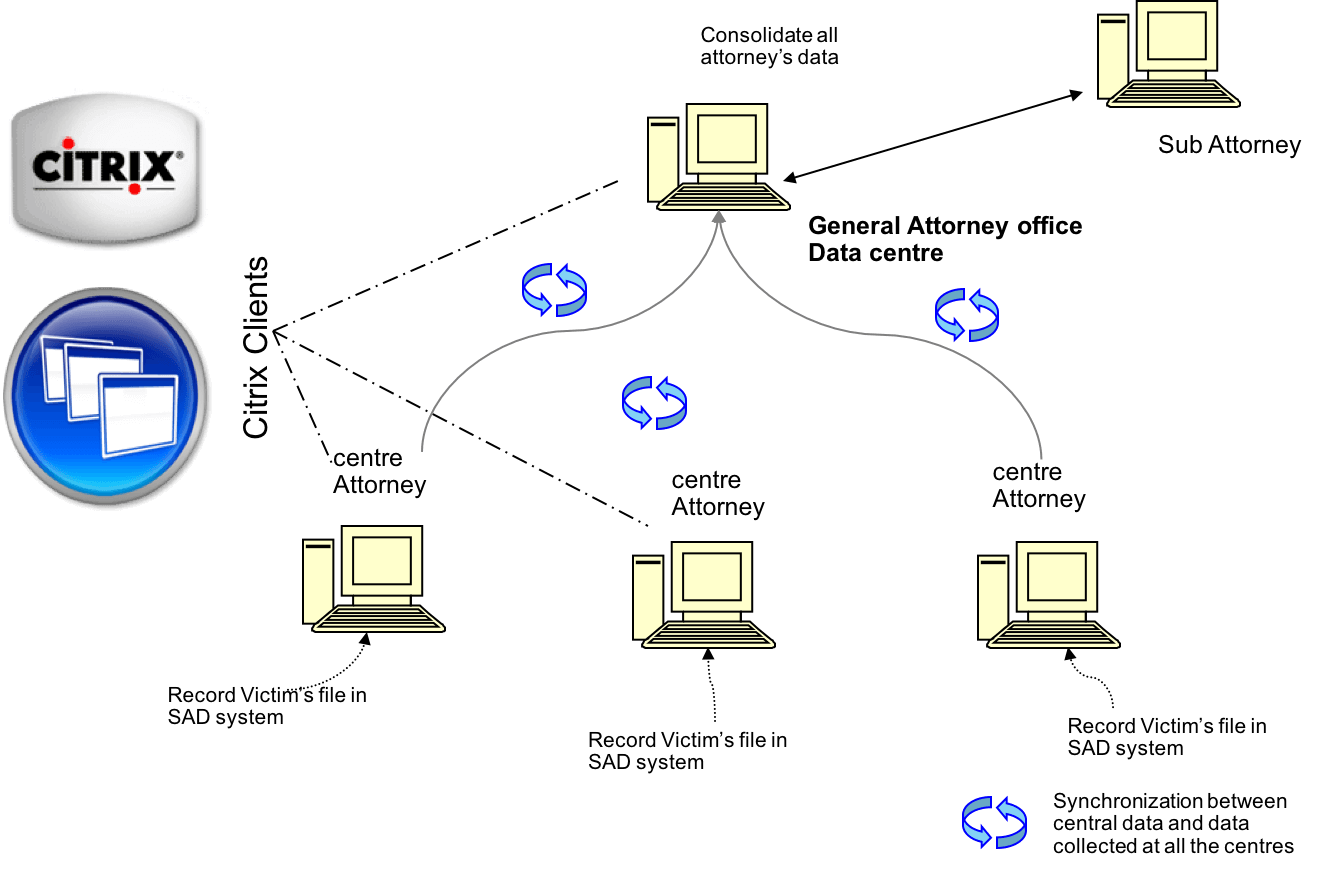 Consolidate all
attorney's data
Sub Attorney
CiTRIX®
General Attorney office
Data centre
Citrix Clients
centre
Attorney
centre
Attorney
centre
Attorney
Record Victim's file in
SAD system
Record Victim's file in
SAD system
Record Victim's file in
SAD system
Synchronization between
central data and data
collected at all the centres